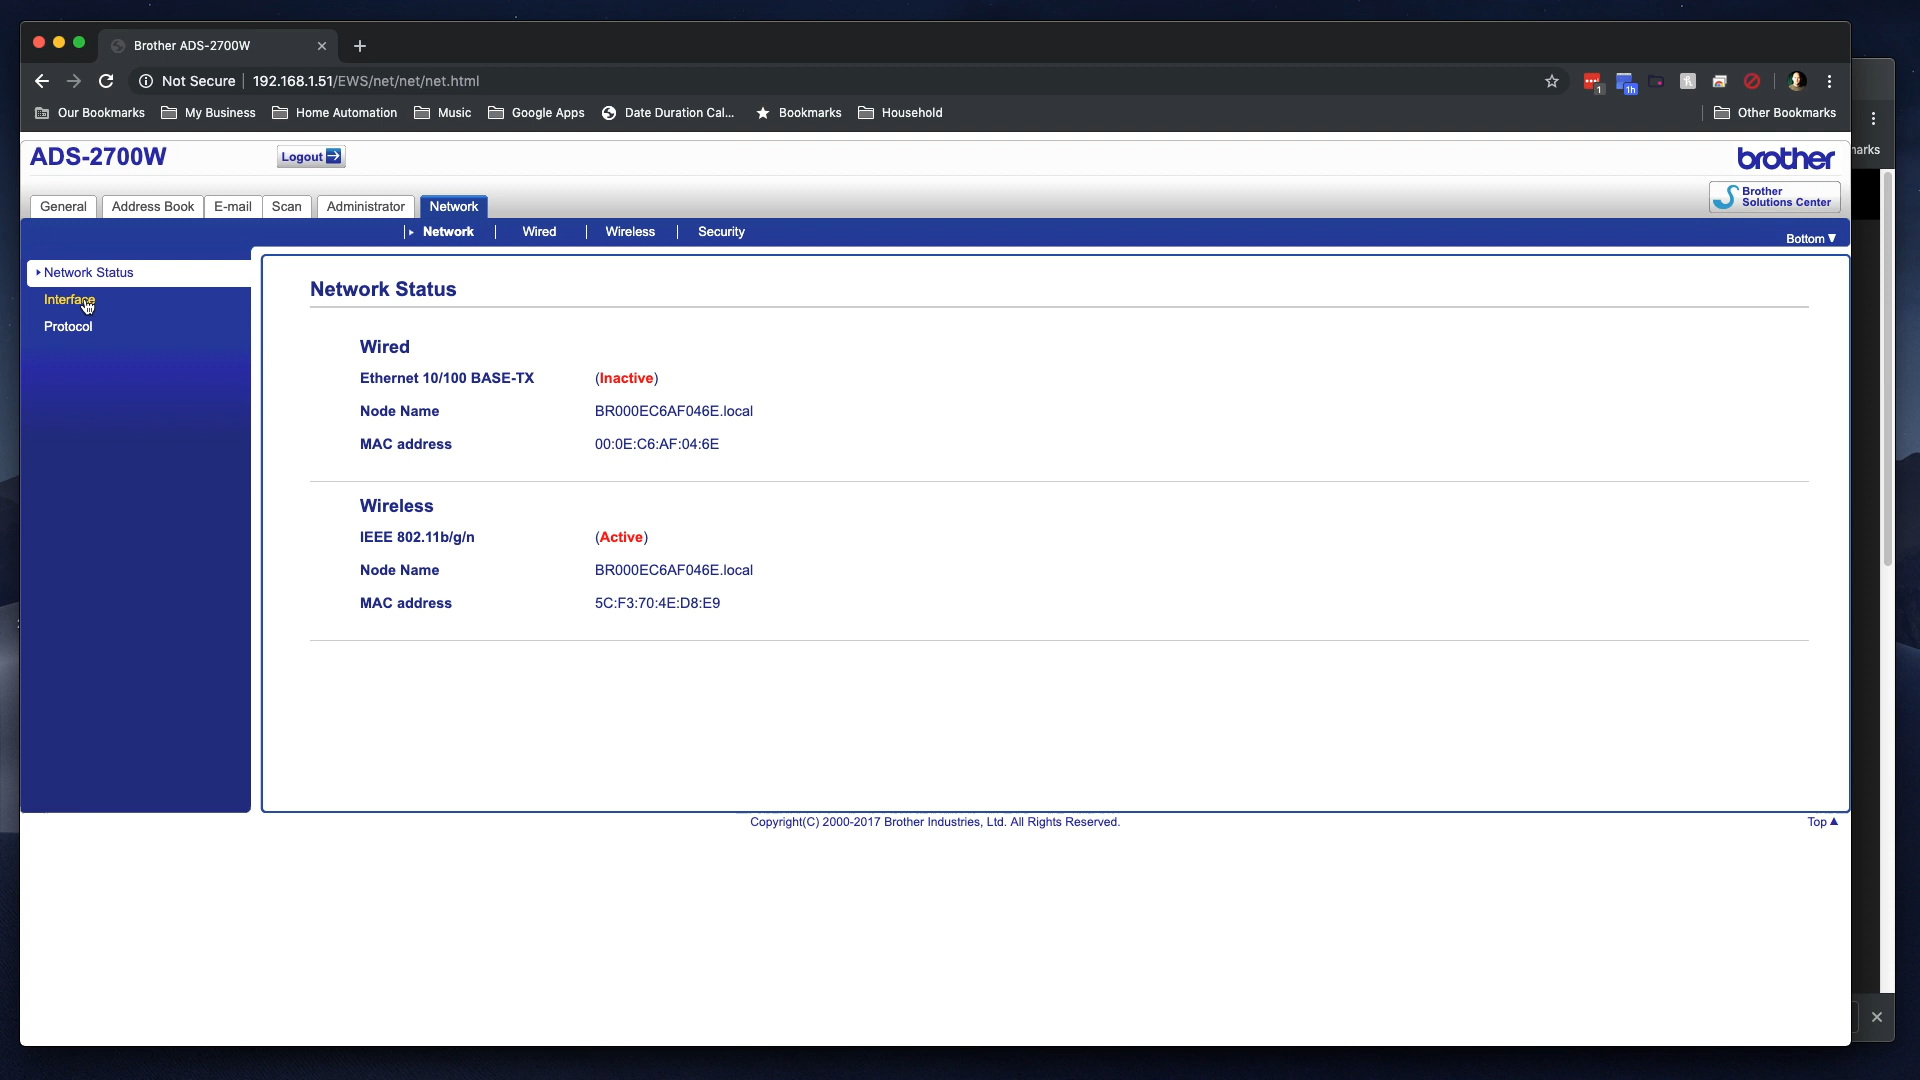 Brother ADS-2700W
Not Secure 192.168.1.51/EWS/net/net/net.html
1
1h
Our Bookmarks My Business Home Automation Music Google Apps Date Duration Cal... Bookmarks Household Other Bookmarks
arks
ADS-2700W Logout brother
Brother
Solutions Center
General Address Book E-mail Scan Administrator Network
Network Wired Wireless Security Bottom▼
Network Status
Interface
Protocol
Network Status
Wired
Ethernet 10/100 BASE-TX (Inactive)
Node Name BR000EC6AF046E.local
MAC address 00:0E:C6:AF:04:6E
Wireless
IEEE 802.11b/g/n (Active)
Node Name BR000EC6AF046E.local
MAC address 5C:F3:70:4E:D8:E9
Copyright(C) 2000-2017 Brother Industries, Ltd. All Rights Reserved. Top▲